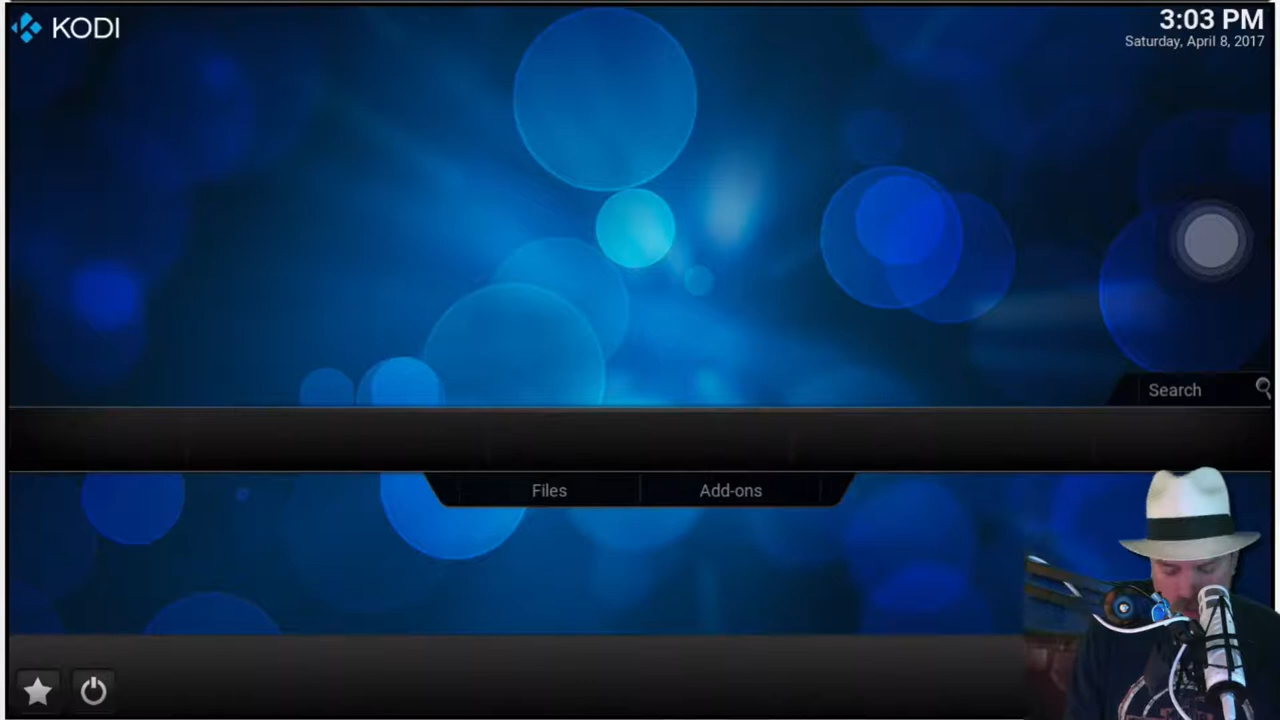 KODI
3:03 PM
Saturday, April 8, 2017
Search
Files
Add-ons